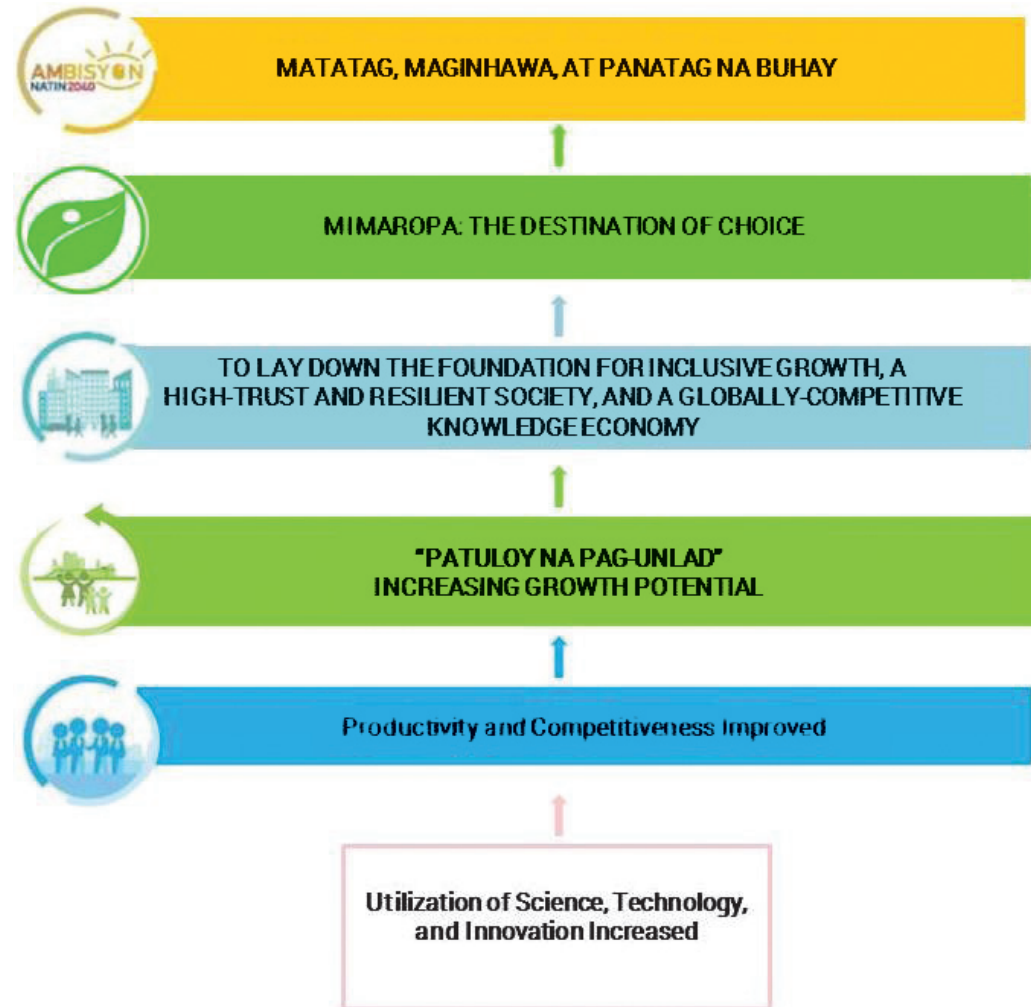 AMBISYON
NATIN2040
MATATAG, MAGINHAWA, AT PANATAG NA BUHAY
MIMAROPA: THE DESTINATION OF CHOICE
TO LAY DOWN THE FOUNDATION FOR INCLUSIVE GROWTH, A
HIGH-TRUST AND RESILIENT SOCIETY, AND A GLOBALLY-COMPETITIVE
KNOWLEDGE ECONOMY
"PATULOY NA PAG-UNLAD"
INCREASING GROWTH POTENTIAL
Productivity and Competitiveness Improved
Utilization of Science, Technology,
and Innovation Increased